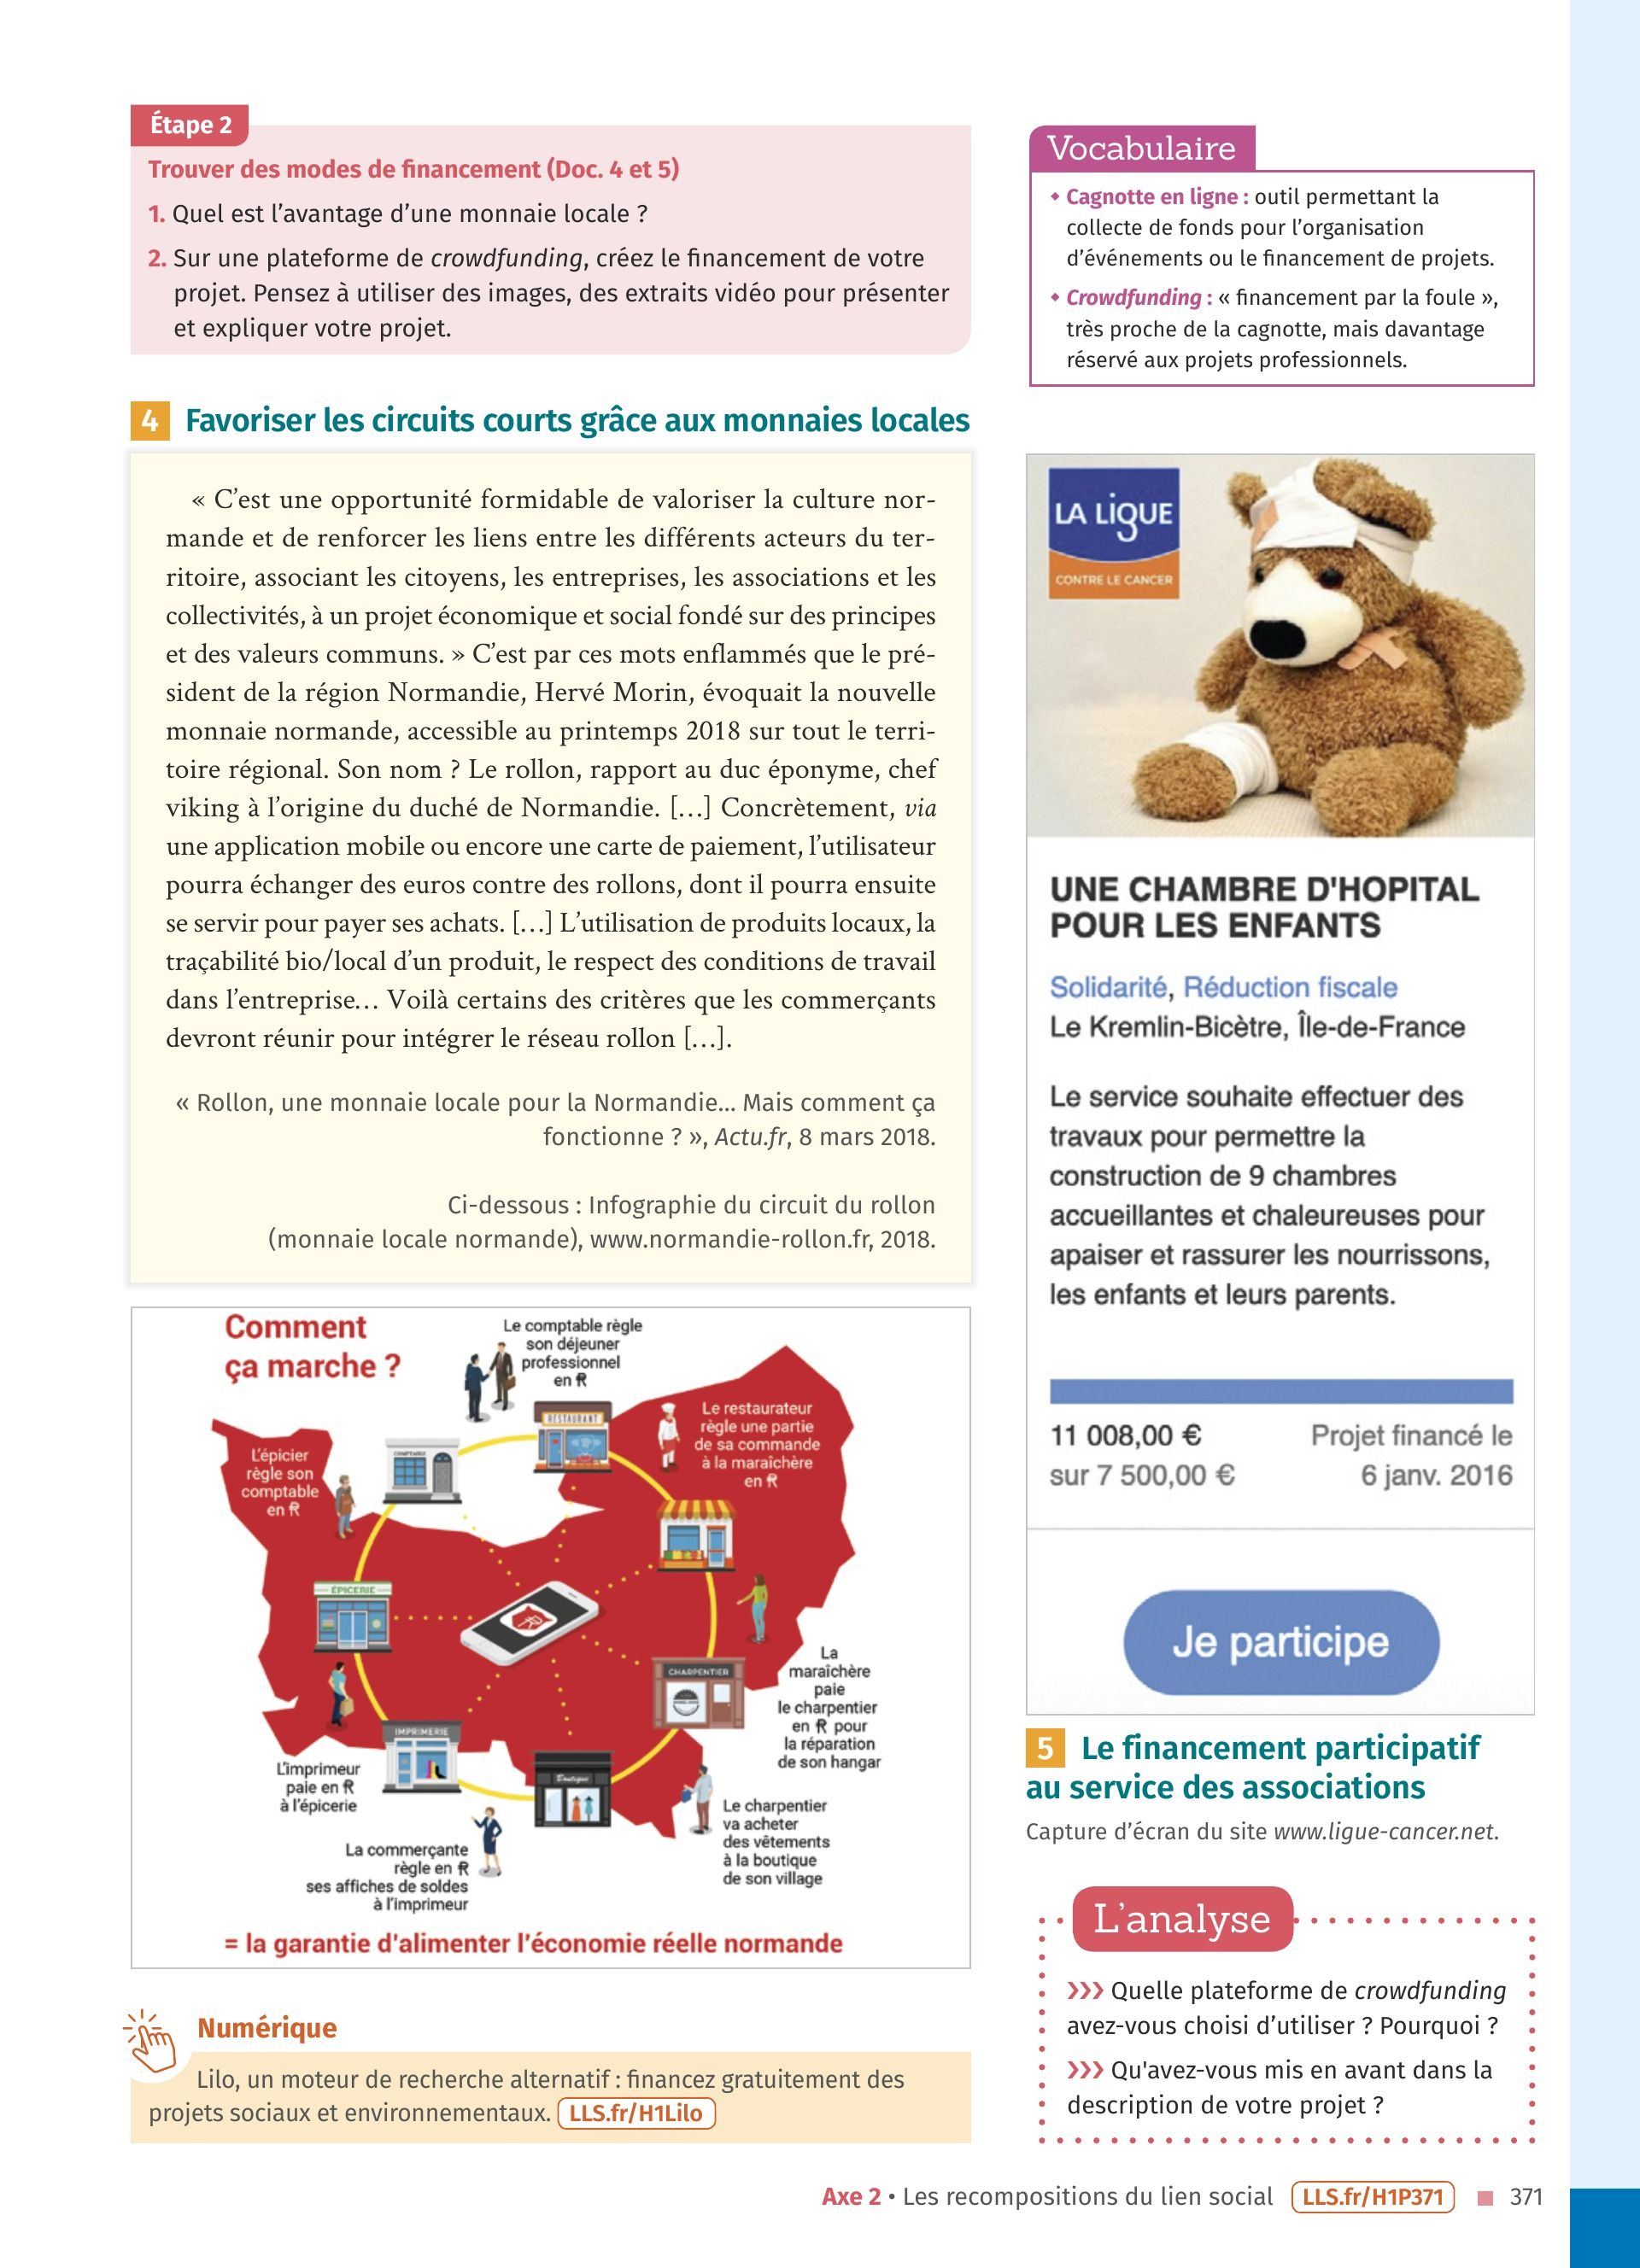 Étape 2
Trouver des modes de financement (Doc. 4 et 5)
1. Quel est l'avantage d'une monnaie locale ?
2. Sur une plateforme de crowdfunding, créez le financement de votre
projet. Pensez à utiliser des images, des extraits vidéo pour présenter
et expliquer votre projet.
Vocabulaire
◆ Cagnotte en ligne : outil permettant la
collecte de fonds pour l'organisation
d'événements ou le financement de projets.
◆ Crowdfunding : « financement par la foule »,
très proche de la cagnotte, mais davantage
réservé aux projets professionnels.
4 Favoriser les circuits courts grâce aux monnaies locales
« C'est une opportunité formidable de valoriser la culture nor-
mande et de renforcer les liens entre les différents acteurs du ter-
ritoire, associant les citoyens, les entreprises, les associations et les
collectivités, à un projet économique et social fondé sur des principes
et des valeurs communs. » C'est par ces mots enflammés que le pré-
sident de la région Normandie, Hervé Morin, évoquait la nouvelle
monnaie normande, accessible au printemps 2018 sur tout le terri-
toire régional. Son nom ? Le rollon, rapport au duc éponyme, chef
viking à l'origine du duché de Normandie. […] Concrètement, via
une application mobile ou encore une carte de paiement, l'utilisateur
pourra échanger des euros contre des rollons, dont il pourra ensuite
se servir pour payer ses achats. […] L'utilisation de produits locaux, la
traçabilité bio/local d'un produit, le respect des conditions de travail
dans l'entreprise… Voilà certains des critères que les commerçants
devront réunir pour intégrer le réseau rollon […].
« Rollon, une monnaie locale pour la Normandie... Mais comment ça
fonctionne ? », Actu.fr, 8 mars 2018.
Ci-dessous : Infographie du circuit du rollon
(monnaie locale normande), www.normandie-rollon.fr, 2018.
Comment
ça marche ?
Le comptable règle
son déjeuner
professionnel
en ₽
RESTAURANT
Le restaurateur
règle une partie
de sa commande
à la maraîchère
en ₽
COMPTABLE
L'épicier
règle son
comptable
en ₽
EPICERIE
CHARPENTIER
La
maraîchère
paie
le charpentier
en ₽ pour
la réparation
de son hangar
IMPRIMERIE
Boutique
L'imprimeur
paie en ₽
à l'épicerie
Le charpentier
va acheter
des vêtements
à la boutique
de son village
La commerçante
règle en ₽
ses affiches de soldes
à l'imprimeur
= la garantie d'alimenter l'économie réelle normande
Numérique
Lilo, un moteur de recherche alternatif : financez gratuitement des
projets sociaux et environnementaux. LLS.fr/H1Lilo
LA LiGUE
CONTRE LE CANCER
UNE CHAMBRE D'HOPITAL
POUR LES ENFANTS
Solidarité, Réduction fiscale
Le Kremlin-Bicètre, Île-de-France
Le service souhaite effectuer des
travaux pour permettre la
construction de 9 chambres
accueillantes et chaleureuses pour
apaiser et rassurer les nourrissons,
les enfants et leurs parents.
11 008,00 € Projet financé le
sur 7 500,00 € 6 janv. 2016
Je participe
5 Le financement participatif
au service des associations
Capture d'écran du site www.ligue-cancer.net.
L'analyse
❯❯❯ Quelle plateforme de crowdfunding
avez-vous choisi d'utiliser ? Pourquoi ?
❯❯❯ Qu'avez-vous mis en avant dans la
description de votre projet ?
Axe 2 • Les recompositions du lien social LLS.fr/H1P371 ■ 371